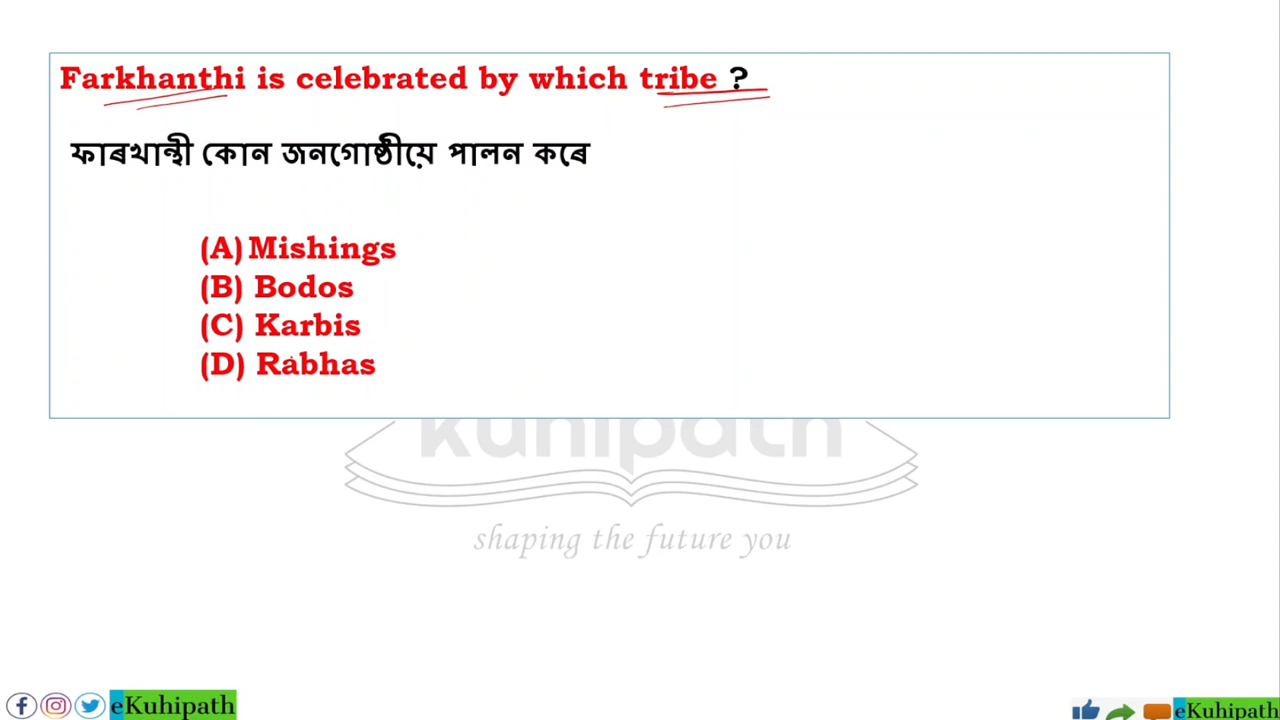 Farkhanthi is celebrated by which tribe ?
ফাৰখান্থী কোন জনগোষ্ঠীয়ে পালন কৰে
(A) Mishings
(B) Bodos
(C) Karbis
(D) Rabhas
kuhipath
shaping the future you
eKuhipath
eKuhipath